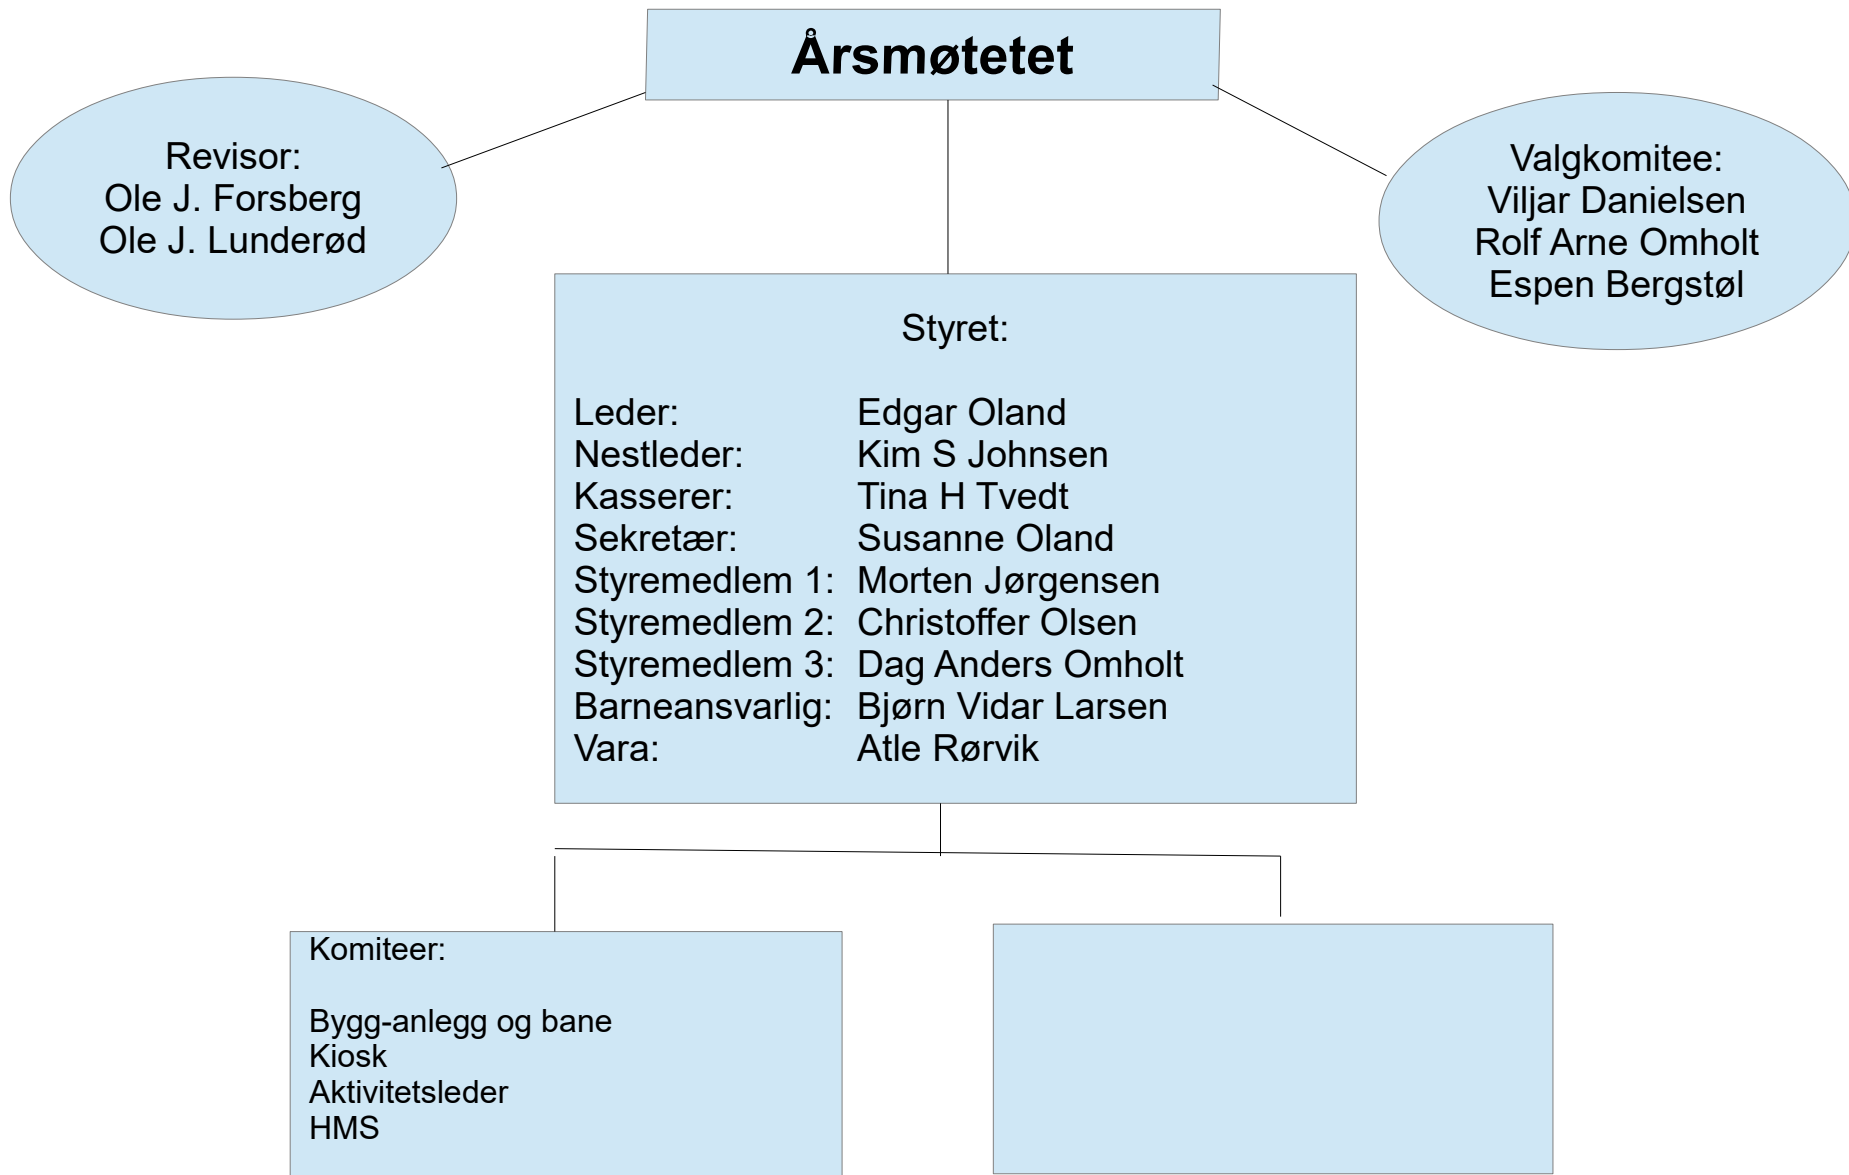 Årsmøtetet
Revisor:
Ole J. Forsberg
Ole J. Lunderød
Valgkomitee:
Viljar Danielsen
Rolf Arne Omholt
Espen Bergstøl
Styret:
Leder: Edgar Oland
Nestleder: Kim S Johnsen
Kasserer: Tina H Tvedt
Sekretær: Susanne Oland
Styremedlem 1: Morten Jørgensen
Styremedlem 2: Christoffer Olsen
Styremedlem 3: Dag Anders Omholt
Barneansvarlig: Bjørn Vidar Larsen
Vara: Atle Rørvik
Komiteer:
Bygg-anlegg og bane
Kiosk
Aktivitetsleder
HMS